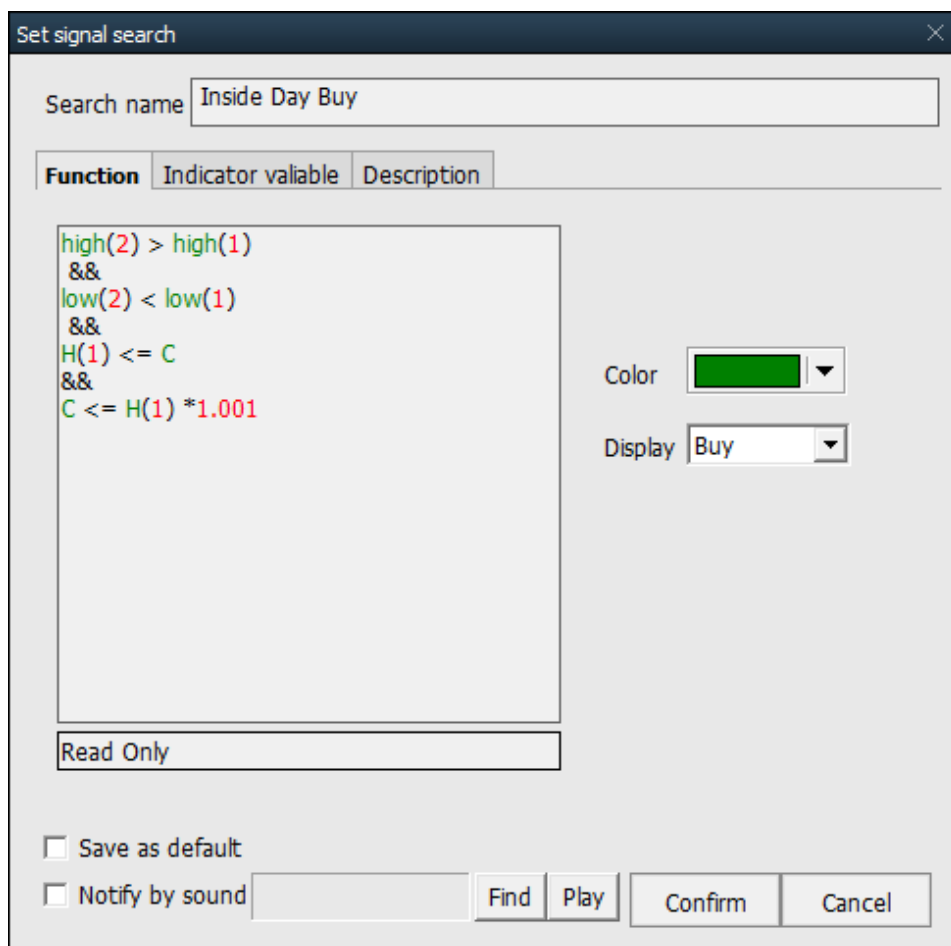 Set signal search
Search name Inside Day Buy
Function Indicator valiable Description
high(2) > high(1)
&&
low(2) < low(1)
&&
H(1) <= C
&&
C <= H(1) *1.001
Color
Display Buy
Read Only
Save as default
Notify by sound Find Play Confirm Cancel